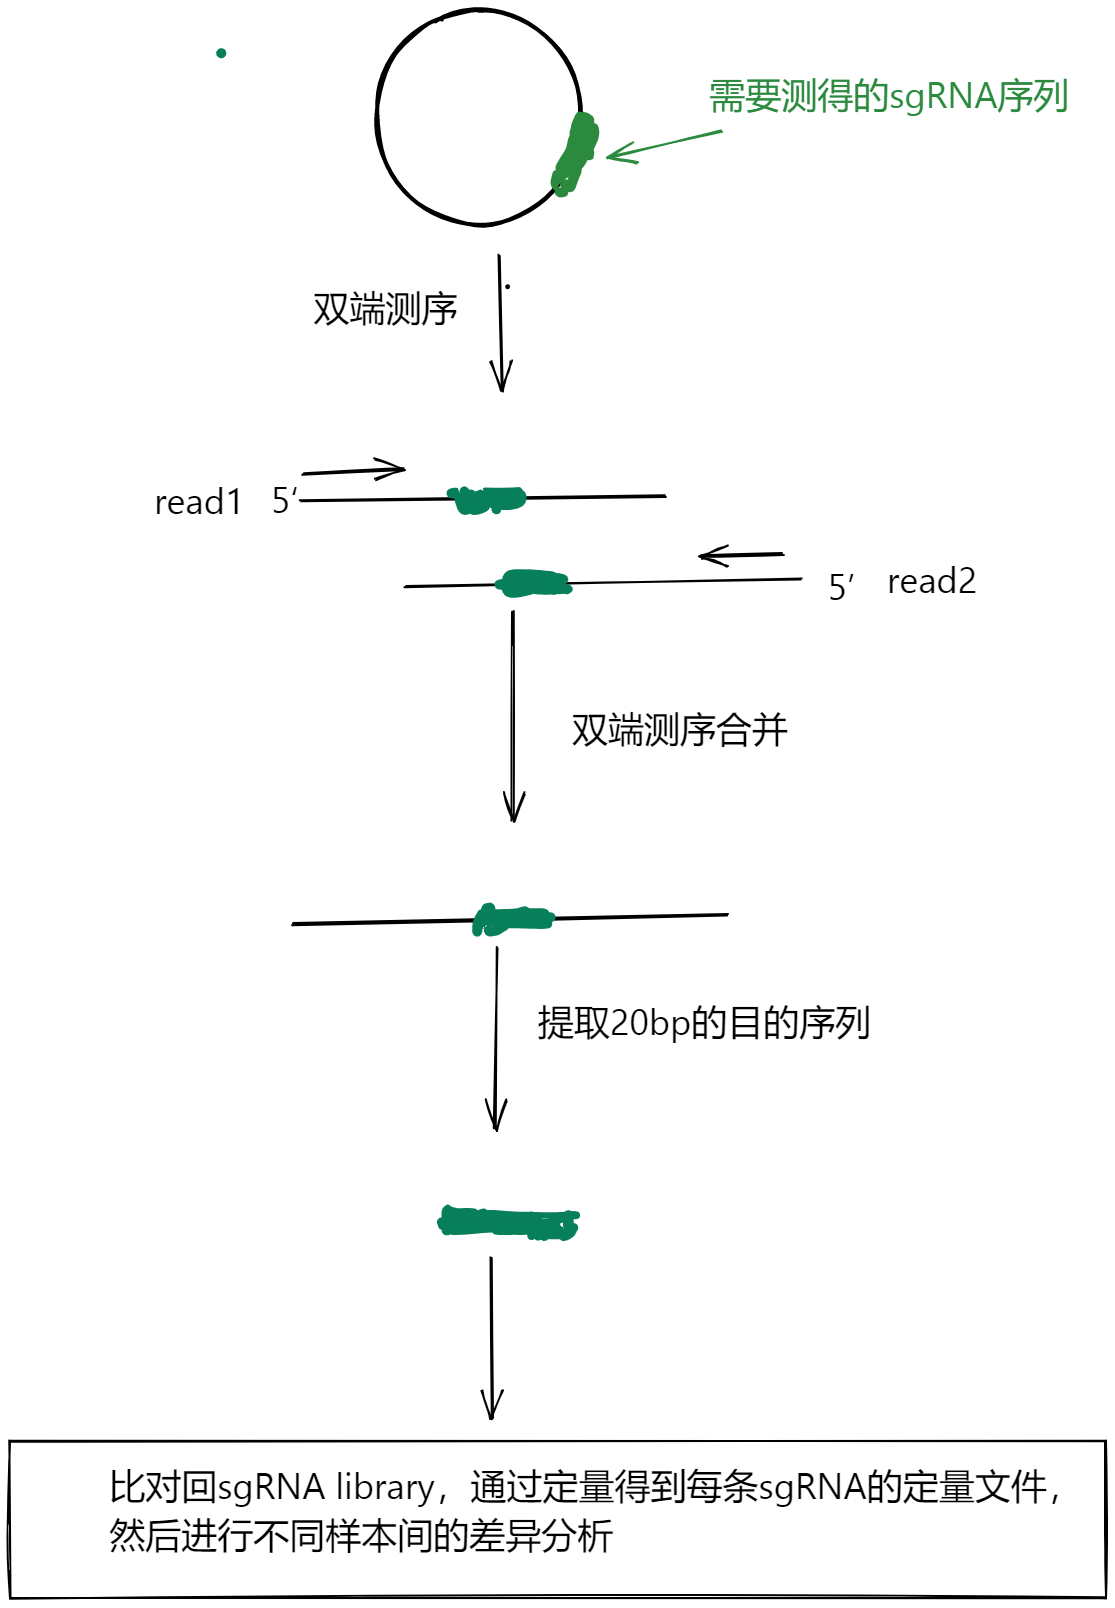 需要测得的sgRNA序列
双端测序
read1 5‘
5’ read2
双端测序合并
提取20bp的目的序列
比对回sgRNA library，通过定量得到每条sgRNA的定量文件，
然后进行不同样本间的差异分析